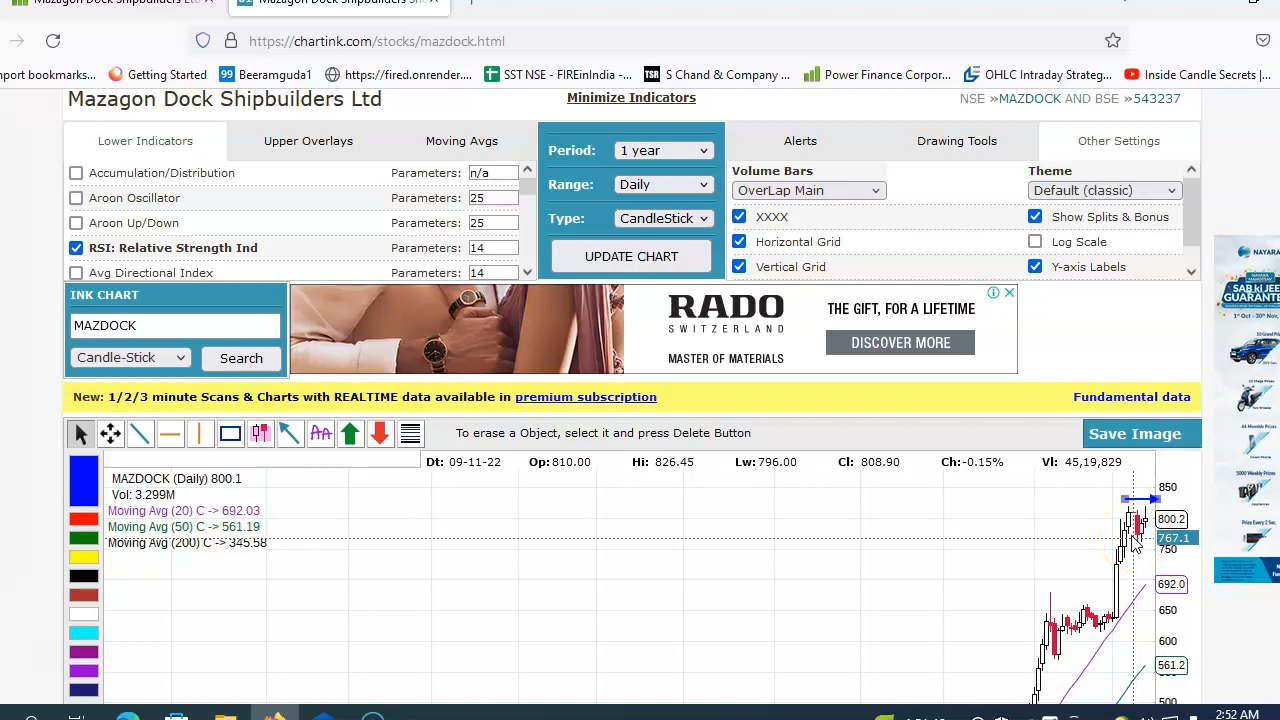 Mazagon Dock Shipbuilders Ltd
Mazagon Dock Shipbuilders
https://chartink.com/stocks/mazdock.html
port bookmarks...
Getting Started
Beeramguda1
https://fired.onrender....
SST NSE - FIREinIndia -...
S Chand & Company ...
Power Finance Corpor...
OHLC Intraday Strateg...
Inside Candle Secrets |...
Mazagon Dock Shipbuilders Ltd
Minimize Indicators
NSE »MAZDOCK AND BSE »543237
Lower Indicators
Upper Overlays
Moving Avgs
Period:
1 year
Range:
Daily
Type:
CandleStick
UPDATE CHART
Alerts
Drawing Tools
Other Settings
Accumulation/Distribution Parameters: n/a
Aroon Oscillator Parameters: 25
Aroon Up/Down Parameters: 25
RSI: Relative Strength Ind Parameters: 14
Avg Directional Index Parameters: 14
Volume Bars
OverLap Main
XXXX
Horizontal Grid
Vertical Grid
Theme
Default (classic)
Show Splits & Bonus
Log Scale
Y-axis Labels
INK CHART
MAZDOCK
Candle-Stick
Search
RADO
SWITZERLAND
MASTER OF MATERIALS
THE GIFT, FOR A LIFETIME
DISCOVER MORE
NAYARA
SAB ki JEE
GUARANTE
1st Oct - 30th Nov,
New: 1/2/3 minute Scans & Charts with REALTIME data available in premium subscription
Fundamental data
To erase a Object, select it and press Delete Button
Save Image
Dt: 09-11-22 Op: 810.00 Hi: 826.45 Lw: 796.00 Cl: 808.90 Ch:-0.15% Vl: 45,19,829
MAZDOCK (Daily) 800.1
Vol: 3.299M
Moving Avg (20) C -> 692.03
Moving Avg (50) C -> 561.19
Moving Avg (200) C -> 345.58
850
800.2
767.1
750
692.0
650
600
561.2
500
2:52 AM